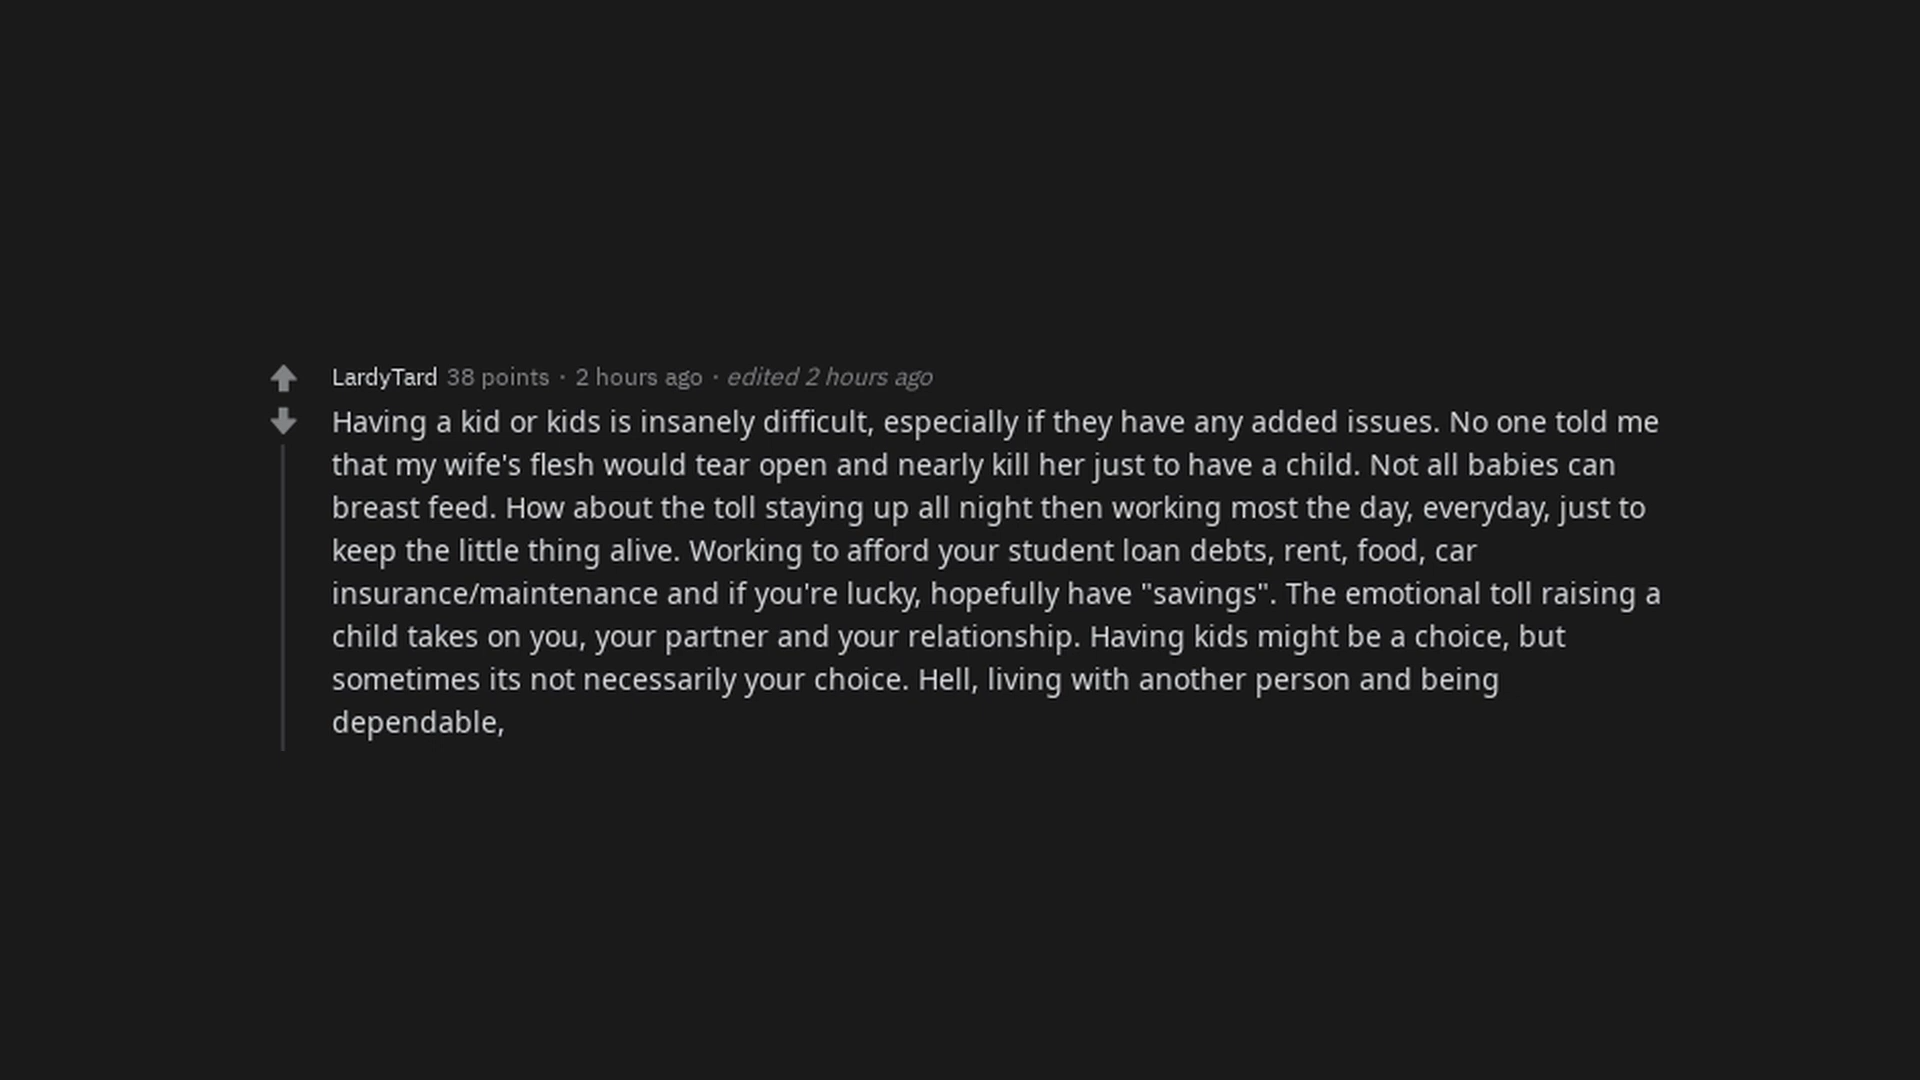 LardyTard 38 points · 2 hours ago · edited 2 hours ago
Having a kid or kids is insanely difficult, especially if they have any added issues. No one told me
that my wife's flesh would tear open and nearly kill her just to have a child. Not all babies can
breast feed. How about the toll staying up all night then working most the day, everyday, just to
keep the little thing alive. Working to afford your student loan debts, rent, food, car
insurance/maintenance and if you're lucky, hopefully have "savings". The emotional toll raising a
child takes on you, your partner and your relationship. Having kids might be a choice, but
sometimes its not necessarily your choice. Hell, living with another person and being
dependable,